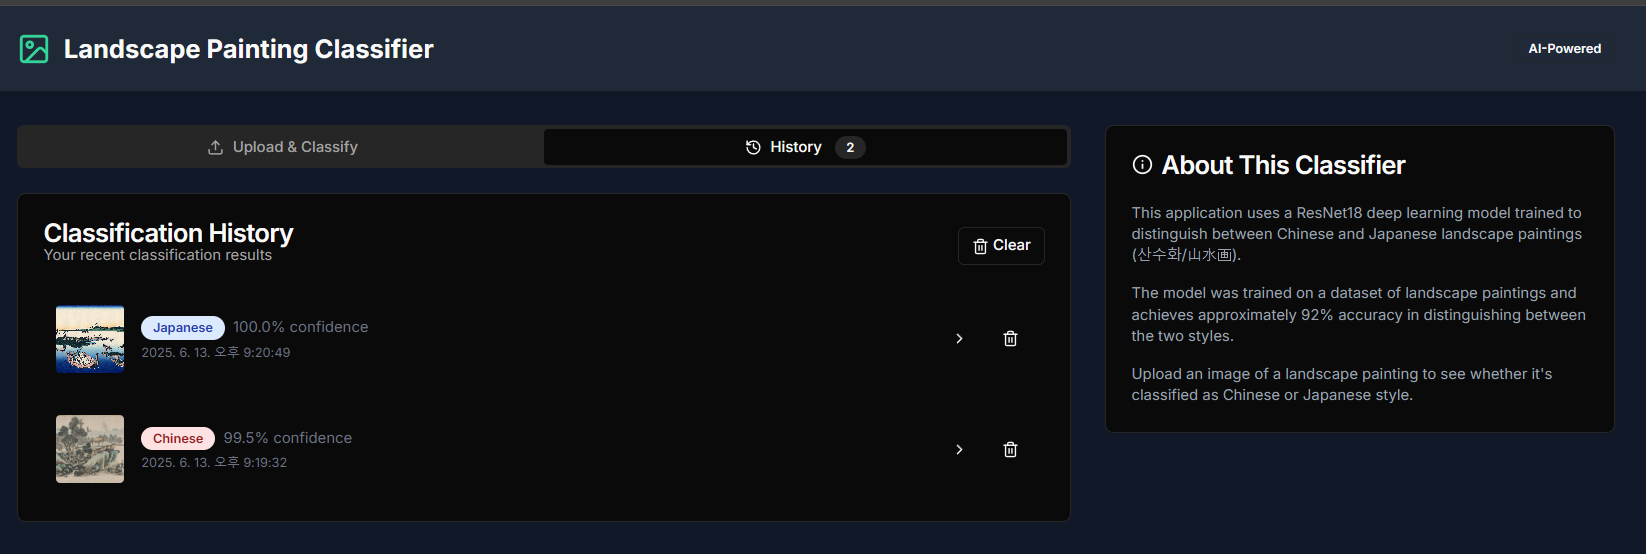 Landscape Painting Classifier
AI-Powered
Upload & Classify
History 2
Classification History
Your recent classification results
Clear
Japanese 100.0% confidence
2025. 6. 13. 오후 9:20:49
Chinese 99.5% confidence
2025. 6. 13. 오후 9:19:32
About This Classifier
This application uses a ResNet18 deep learning model trained to
distinguish between Chinese and Japanese landscape paintings
(산수화/山水画).
The model was trained on a dataset of landscape paintings and
achieves approximately 92% accuracy in distinguishing between
the two styles.
Upload an image of a landscape painting to see whether it's
classified as Chinese or Japanese style.